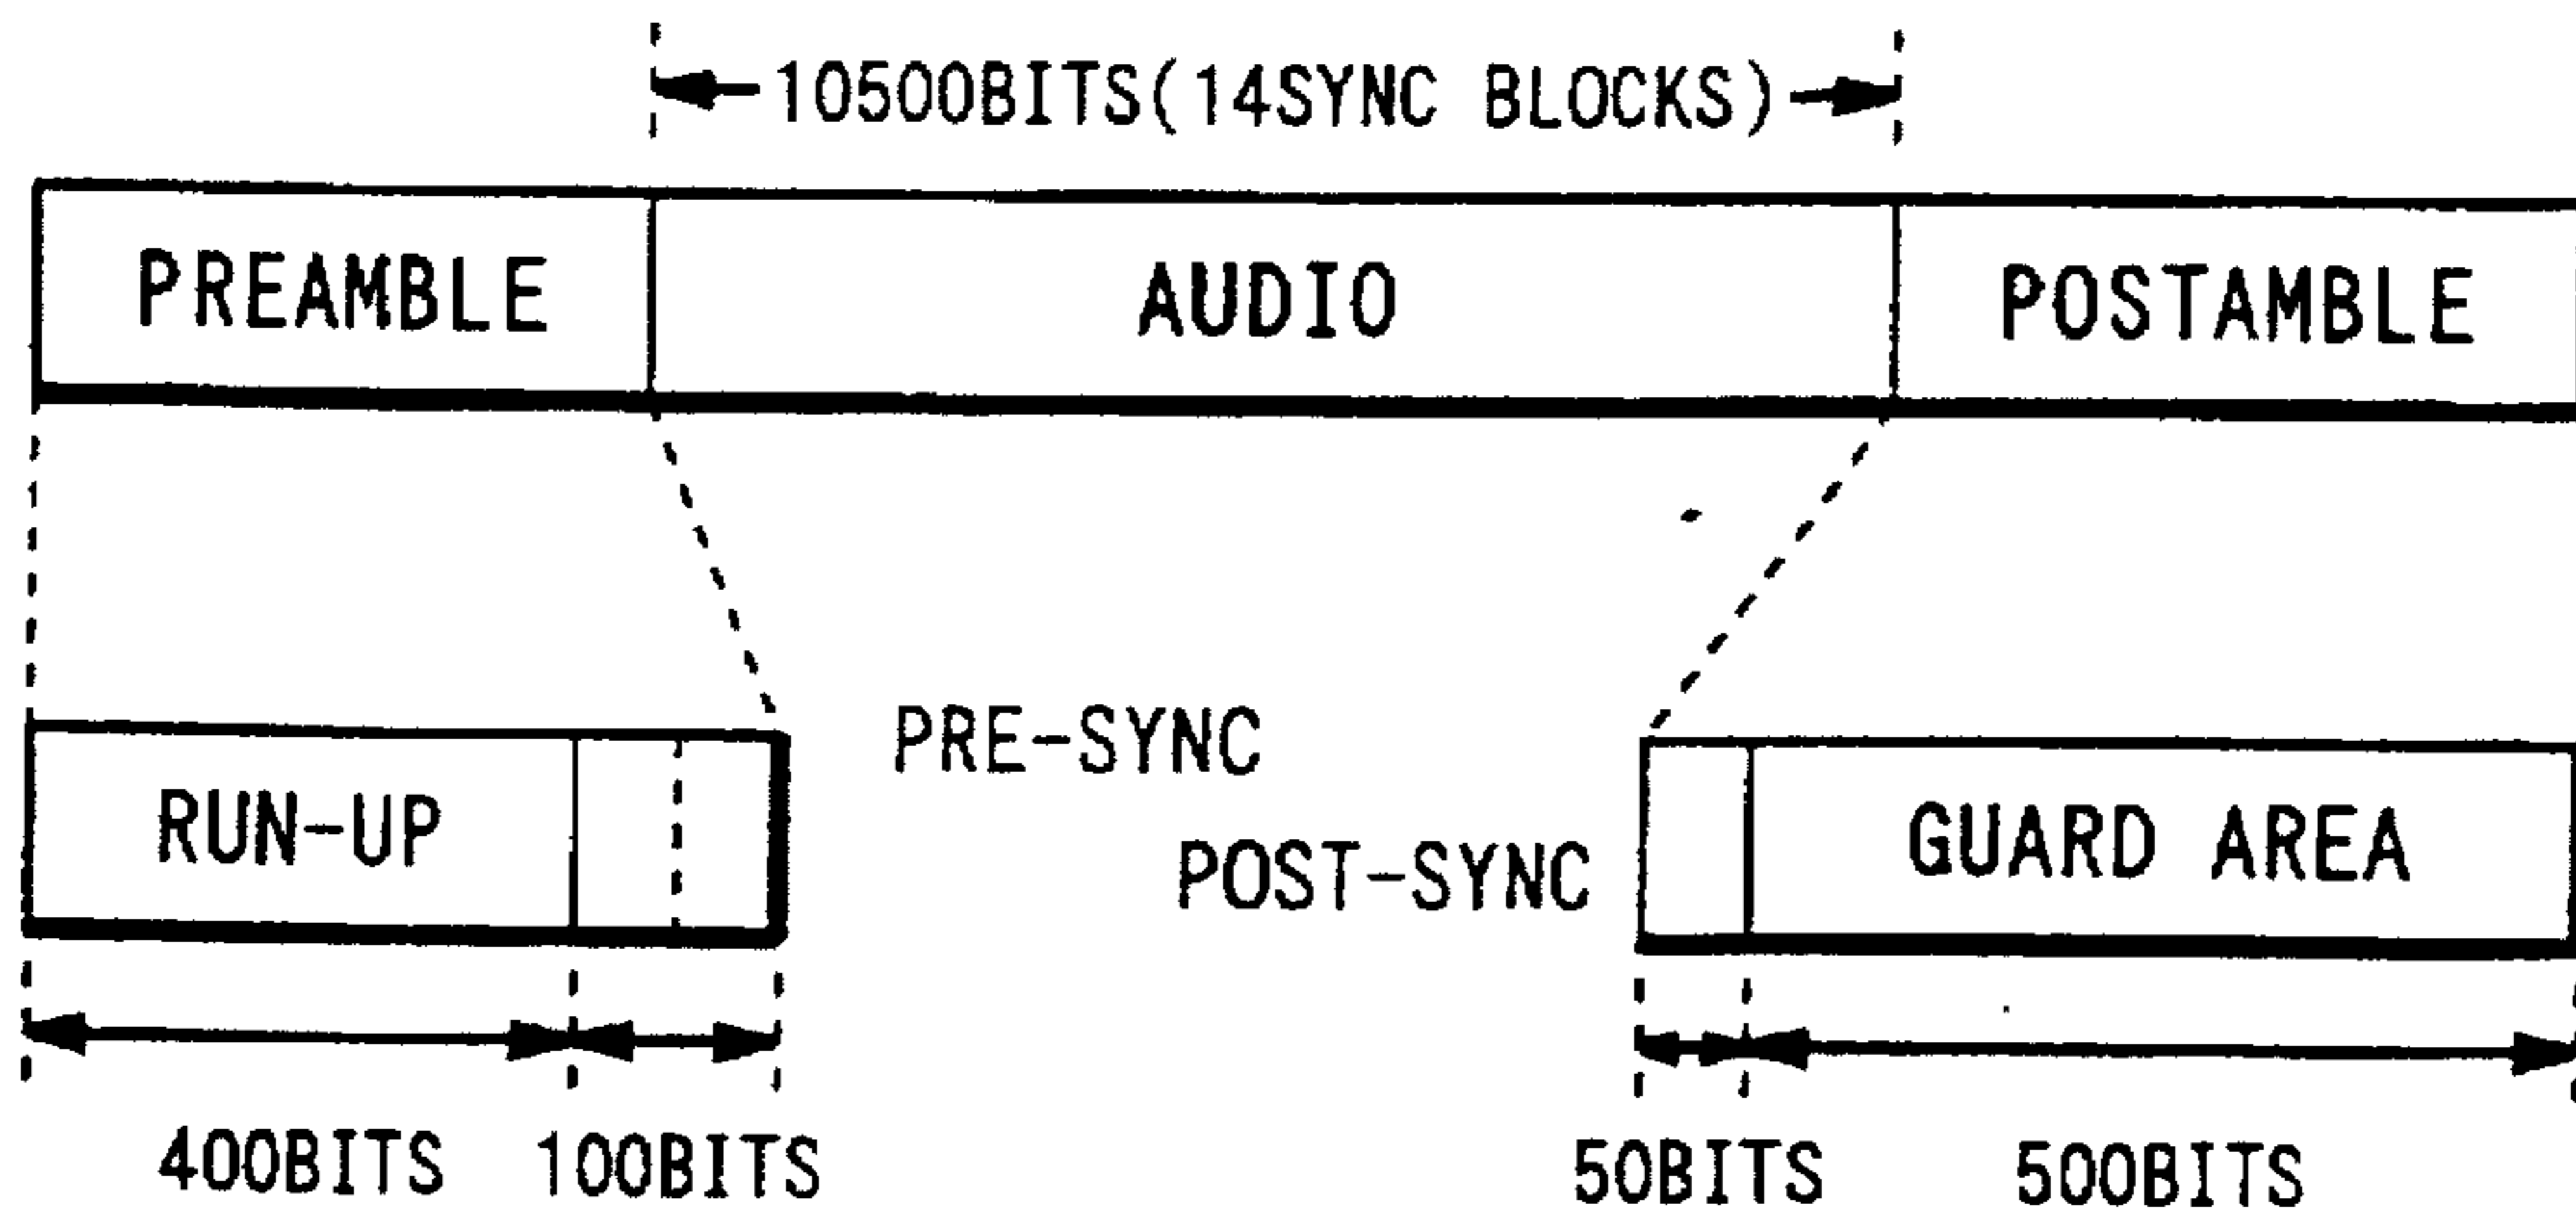 10500BITS(14SYNC BLOCKS)
PREAMBLE AUDIO POSTAMBLE
PRE-SYNC
RUN-UP POST-SYNC GUARD AREA
400BITS 100BITS 50BITS 500BITS